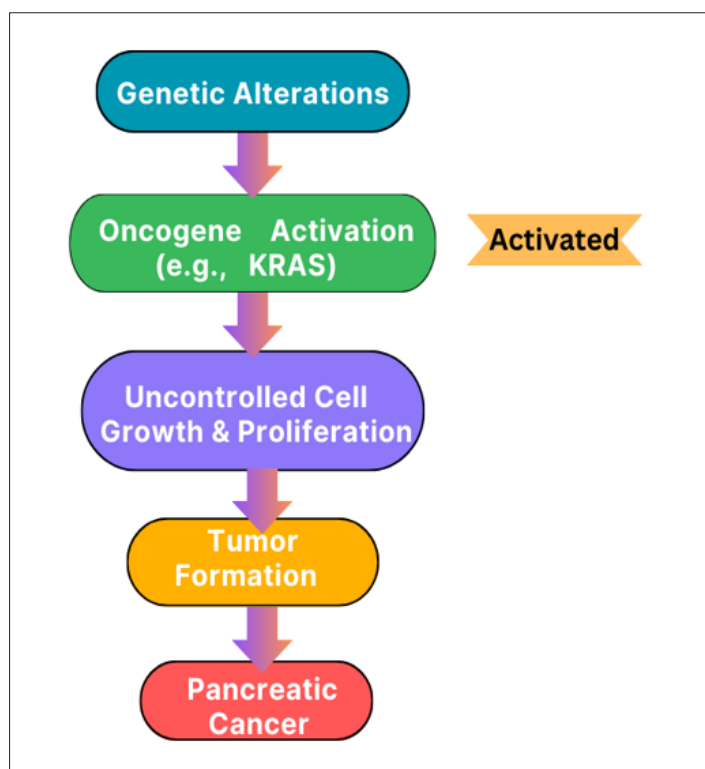 Genetic Alterations
Oncogene Activation
(e.g., KRAS)
Activated
Uncontrolled Cell
Growth & Proliferation
Tumor
Formation
Pancreatic
Cancer